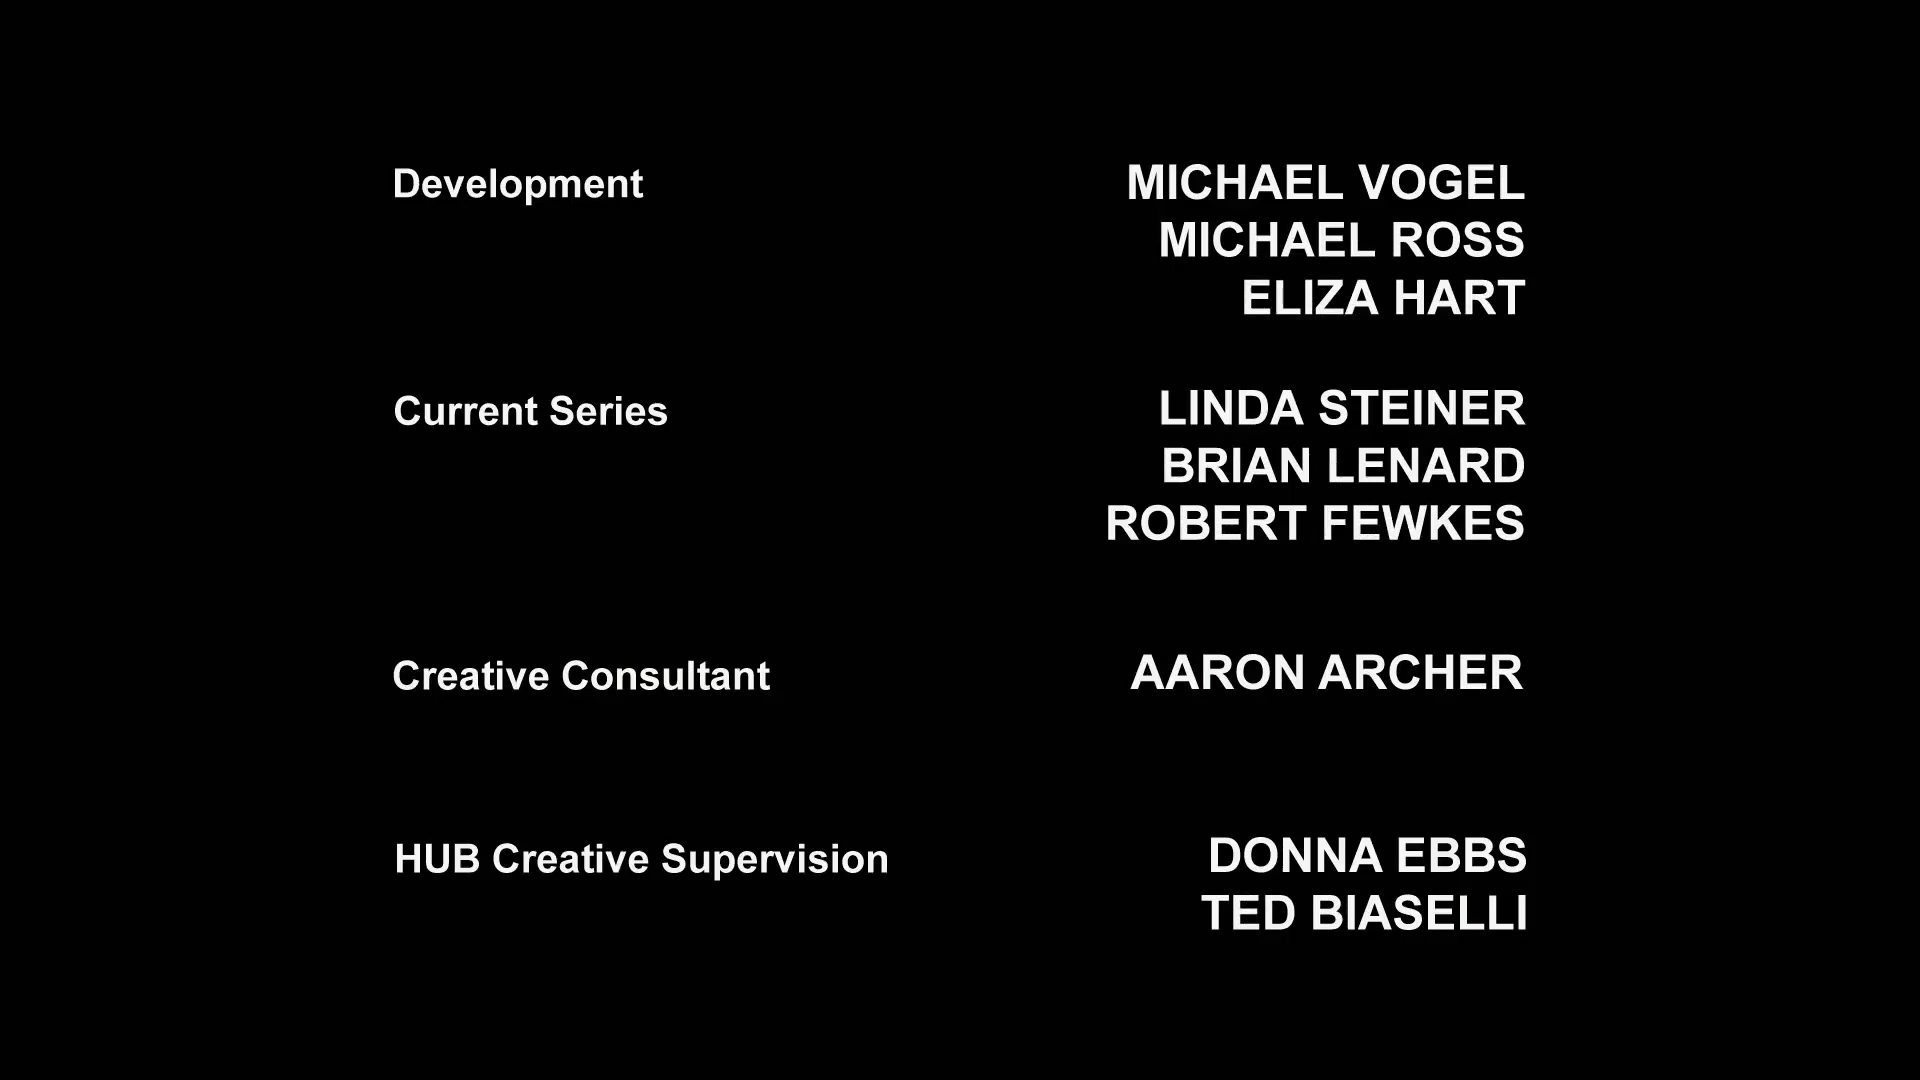 Development
MICHAEL VOGEL
MICHAEL ROSS
ELIZA HART
Current Series
LINDA STEINER
BRIAN LENARD
ROBERT FEWKES
Creative Consultant
AARON ARCHER
HUB Creative Supervision
DONNA EBBS
TED BIASELLI